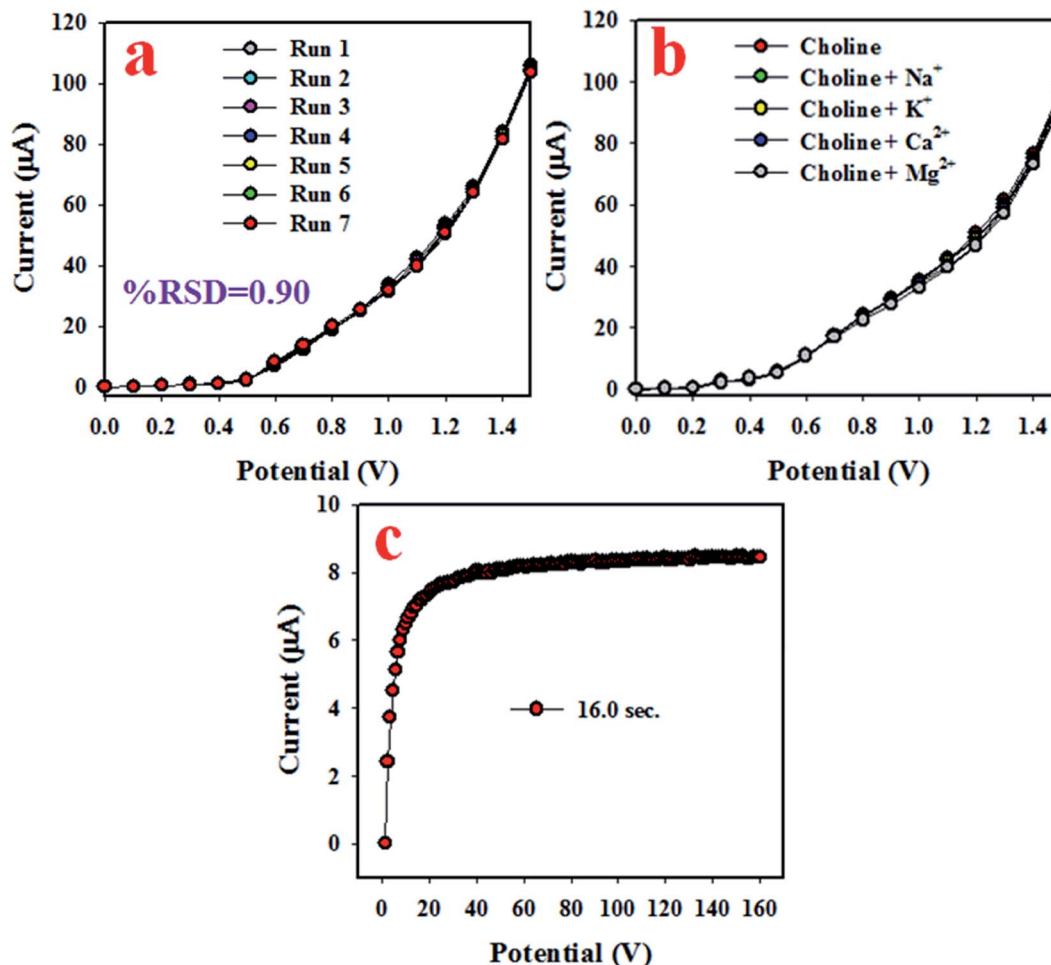 a
Run 1
Run 2
Run 3
Run 4
Run 5
Run 6
Run 7
%RSD=0.90
120
100
80
60
40
20
0
Current (µA)
0.0 0.2 0.4 0.6 0.8 1.0 1.2 1.4
Potential (V)
b
Choline
Choline + Na⁺
Choline + K⁺
Choline + Ca²⁺
Choline + Mg²⁺
120
100
80
60
40
20
0
Current (µA)
0.0 0.2 0.4 0.6 0.8 1.0 1.2 1.4
Potential (V)
c
10
8
6
4
2
0
Current (µA)
16.0 sec.
0 20 40 60 80 100 120 140 160
Potential (V)